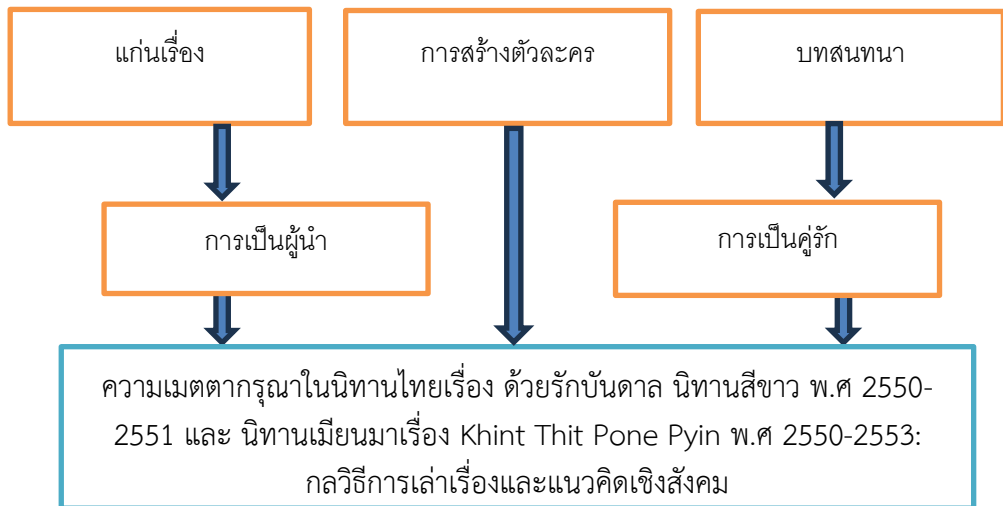 แก่นเรื่อง
การสร้างตัวละคร
บทสนทนา
การเป็นผู้นำ
การเป็นคู่รัก
ความเมตตากรุณาในนิทานไทยเรื่อง ด้วยรักบันดาล นิทานสีขาว พ.ศ 2550-
2551 และ นิทานเมียนมาเรื่อง Khint Thit Pone Pyin พ.ศ 2550-2553:
กลวิธีการเล่าเรื่องและแนวคิดเชิงสังคม